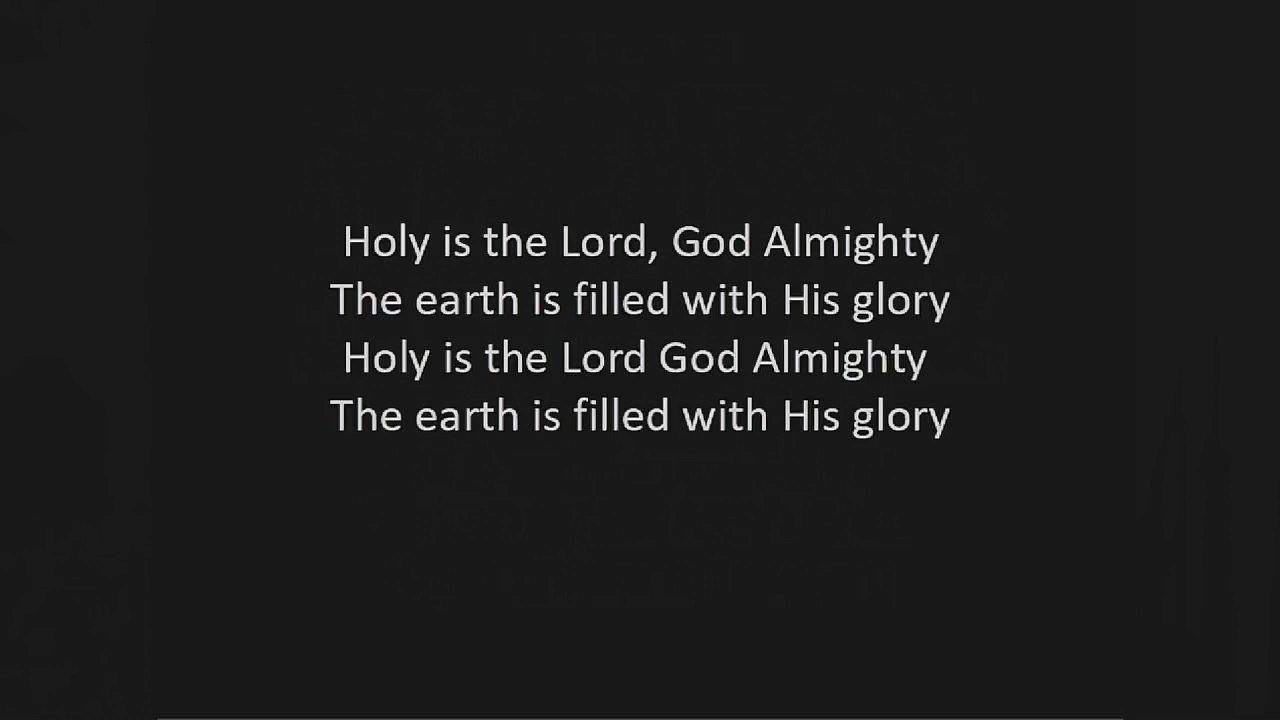 Holy is the Lord, God Almighty
The earth is filled with His glory
Holy is the Lord God Almighty
The earth is filled with His glory